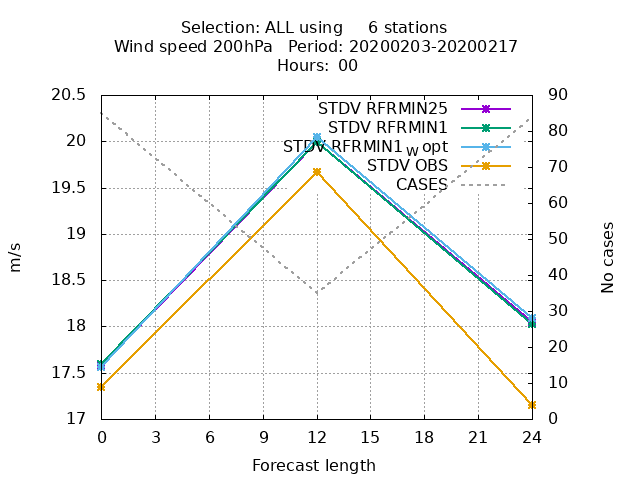 Selection: ALL using 6 stations
Wind speed 200hPa Period: 20200203-20200217
Hours: 00
20.5
20
19.5
19
18.5
18
17.5
17
m/s
STDV RFRMIN25
STDV RFRMIN1
STDV RFRMIN1wopt
STDV OBS
CASES
90
80
70
60
50
40
30
20
10
0
No cases
0 3 6 9 12 15 18 21 24
Forecast length